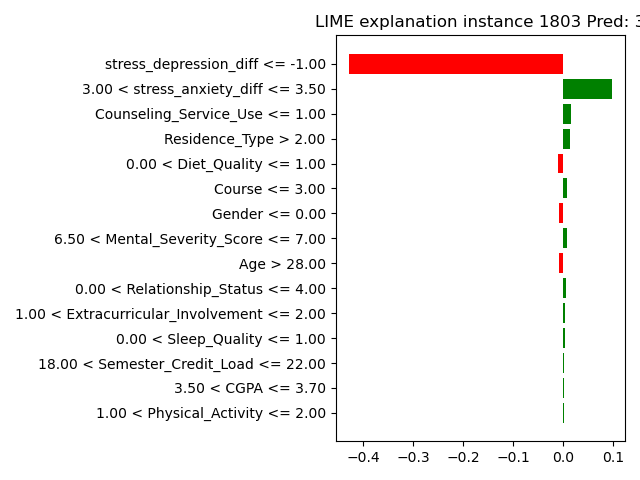 LIME explanation instance 1803 Pred: 3
stress_depression_diff <= -1.00
3.00 < stress_anxiety_diff <= 3.50
Counseling_Service_Use <= 1.00
Residence_Type > 2.00
0.00 < Diet_Quality <= 1.00
Course <= 3.00
Gender <= 0.00
6.50 < Mental_Severity_Score <= 7.00
Age > 28.00
0.00 < Relationship_Status <= 4.00
1.00 < Extracurricular_Involvement <= 2.00
0.00 < Sleep_Quality <= 1.00
18.00 < Semester_Credit_Load <= 22.00
3.50 < CGPA <= 3.70
1.00 < Physical_Activity <= 2.00
−0.4 −0.3 −0.2 −0.1 0.0 0.1